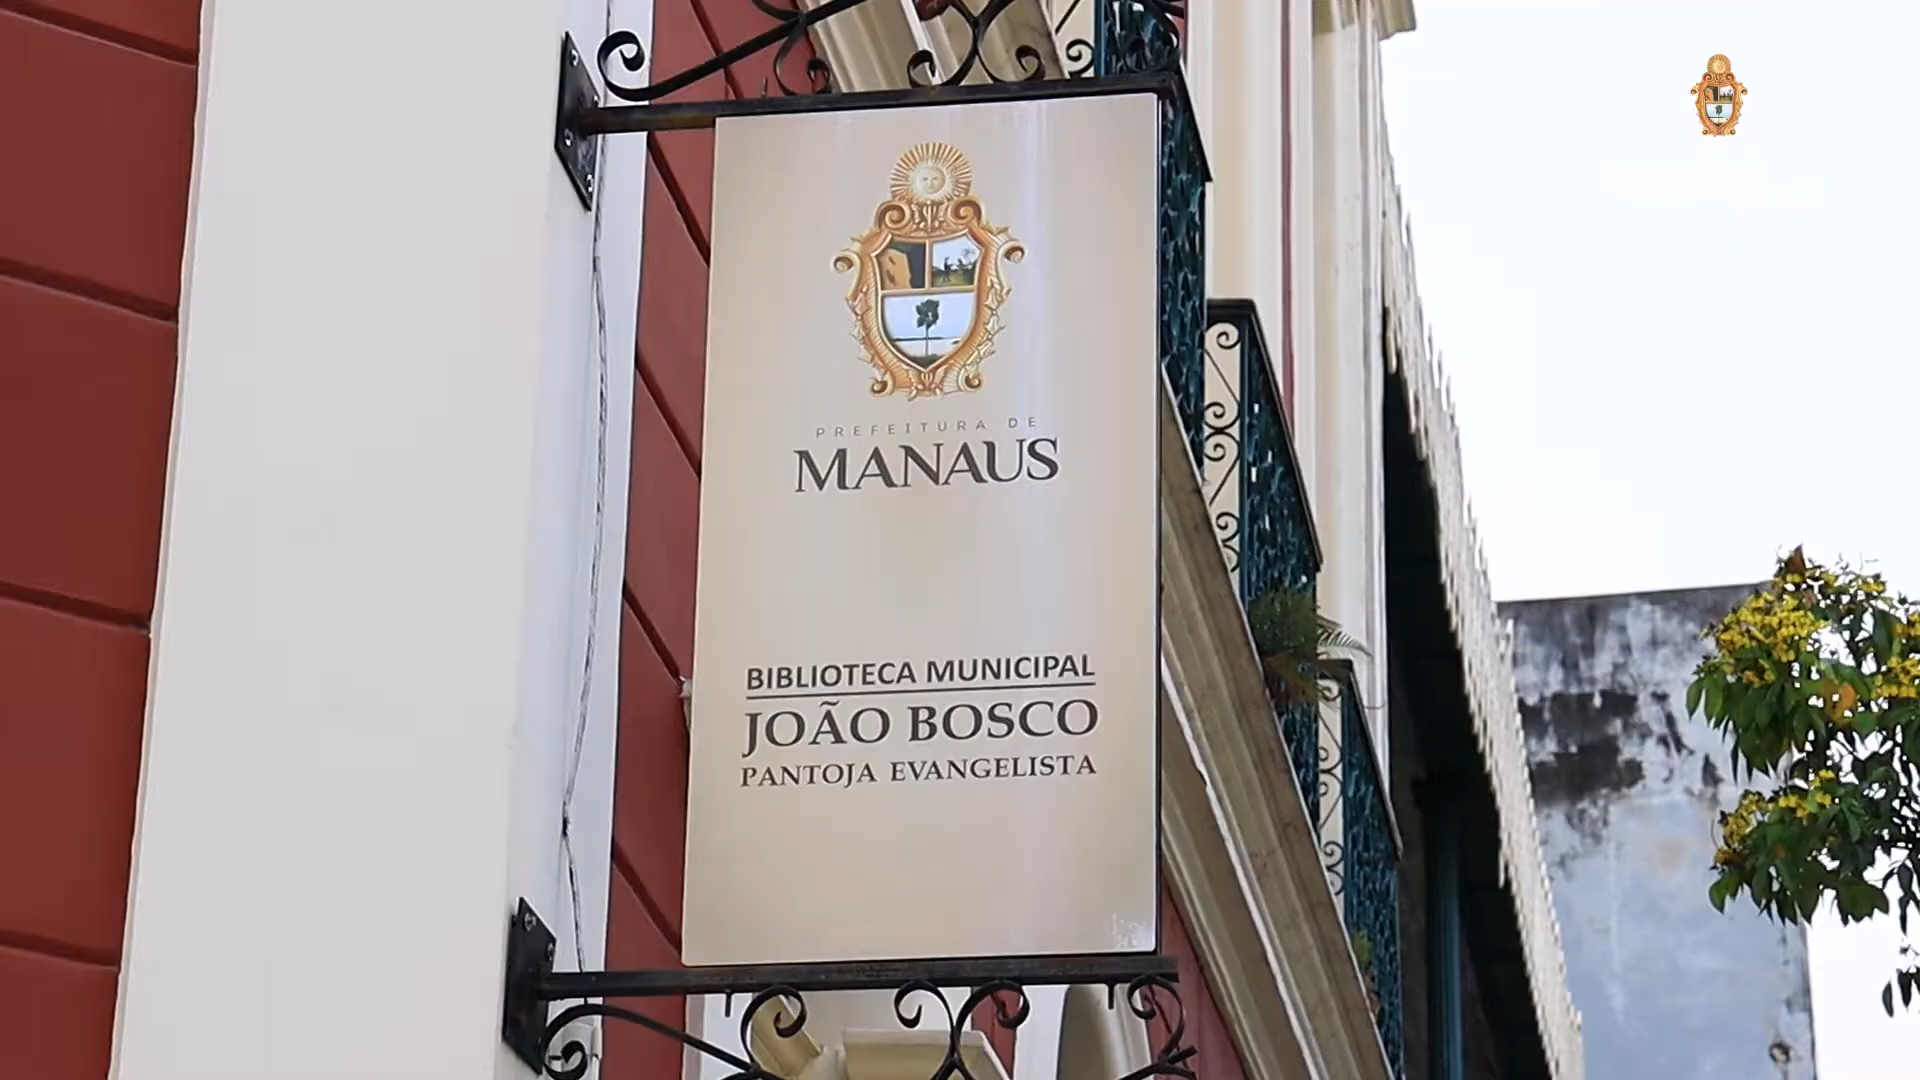 PREFEITURA DE
MANAUS
BIBLIOTECA MUNICIPAL
JOÃO BOSCO
PANTOJA EVANGELISTA